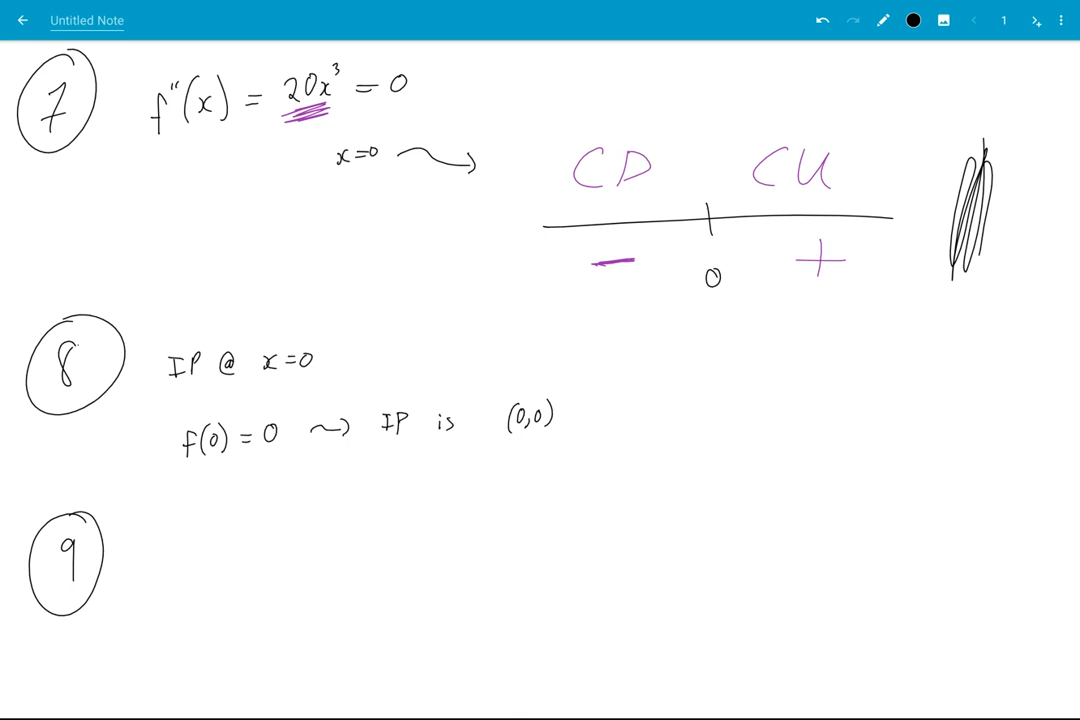 Untitled Note
1
7 f"(x) = 20x³ = 0
x=0
CD CU
− +
0
8 IP @ x=0
f(0) = 0 ⤳ IP is (0,0)
9